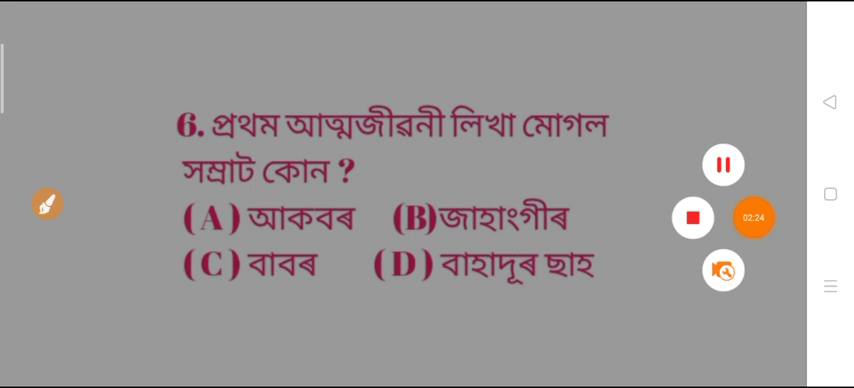 6. প্ৰথম আত্মজীৱনী লিখা মোগল
সম্ৰাট কোন ?
( A ) আকবৰ (B)জাহাংগীৰ
( C ) বাবৰ ( D ) বাহাদূৰ ছাহ
02:24